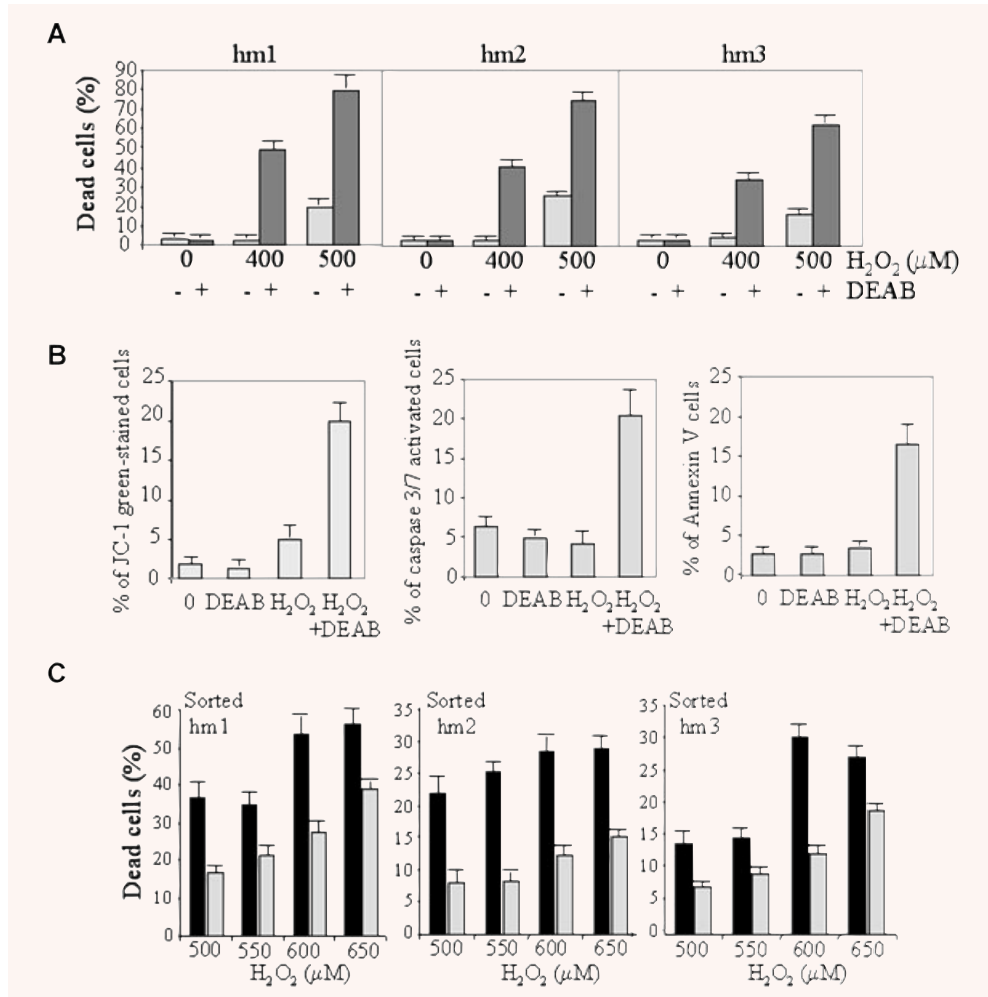 A
hm1 hm2 hm3
Dead cells (%)
90
80
70
60
50
40
30
20
10
0
0 400 500 0 400 500 0 400 500 H₂O₂ (µM)
- + - + - + - + - + - + - + - + - + DEAB
B
% of JC-1 green-stained cells
25
20
15
10
5
0
0 DEAB H₂O₂ H₂O₂
+DEAB
% of caspase 3/7 activated cells
25
20
15
10
5
0
0 DEAB H₂O₂ H₂O₂
+DEAB
% of Annexin V cells
25
20
15
10
5
0
0 DEAB H₂O₂ H₂O₂
+DEAB
C
Dead cells (%)
Sorted
hm1
60
50
40
30
20
10
0
500 550 600 650
H₂O₂ (µM)
Sorted
hm2
35
30
25
20
15
10
5
0
500 550 600 650
H₂O₂ (µM)
Sorted
hm3
35
30
25
20
15
10
5
0
500 550 600 650
H₂O₂ (µM)